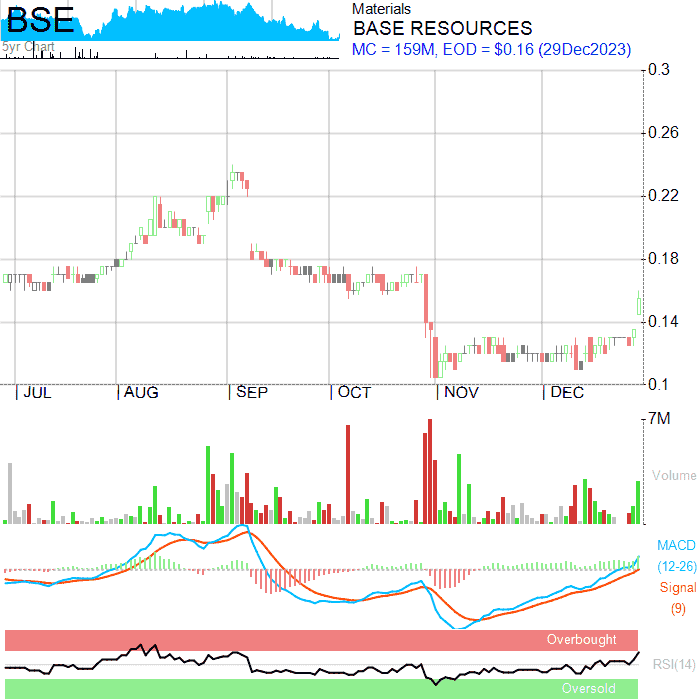 BSE
5yr Chart
Materials
BASE RESOURCES
MC = 159M, EOD = $0.16 (29Dec2023)
0.3
0.26
0.22
0.18
0.14
0.1
JUL AUG SEP OCT NOV DEC
7M
Volume
MACD
(12-26)
Signal
(9)
Overbought
RSI(14)
Oversold